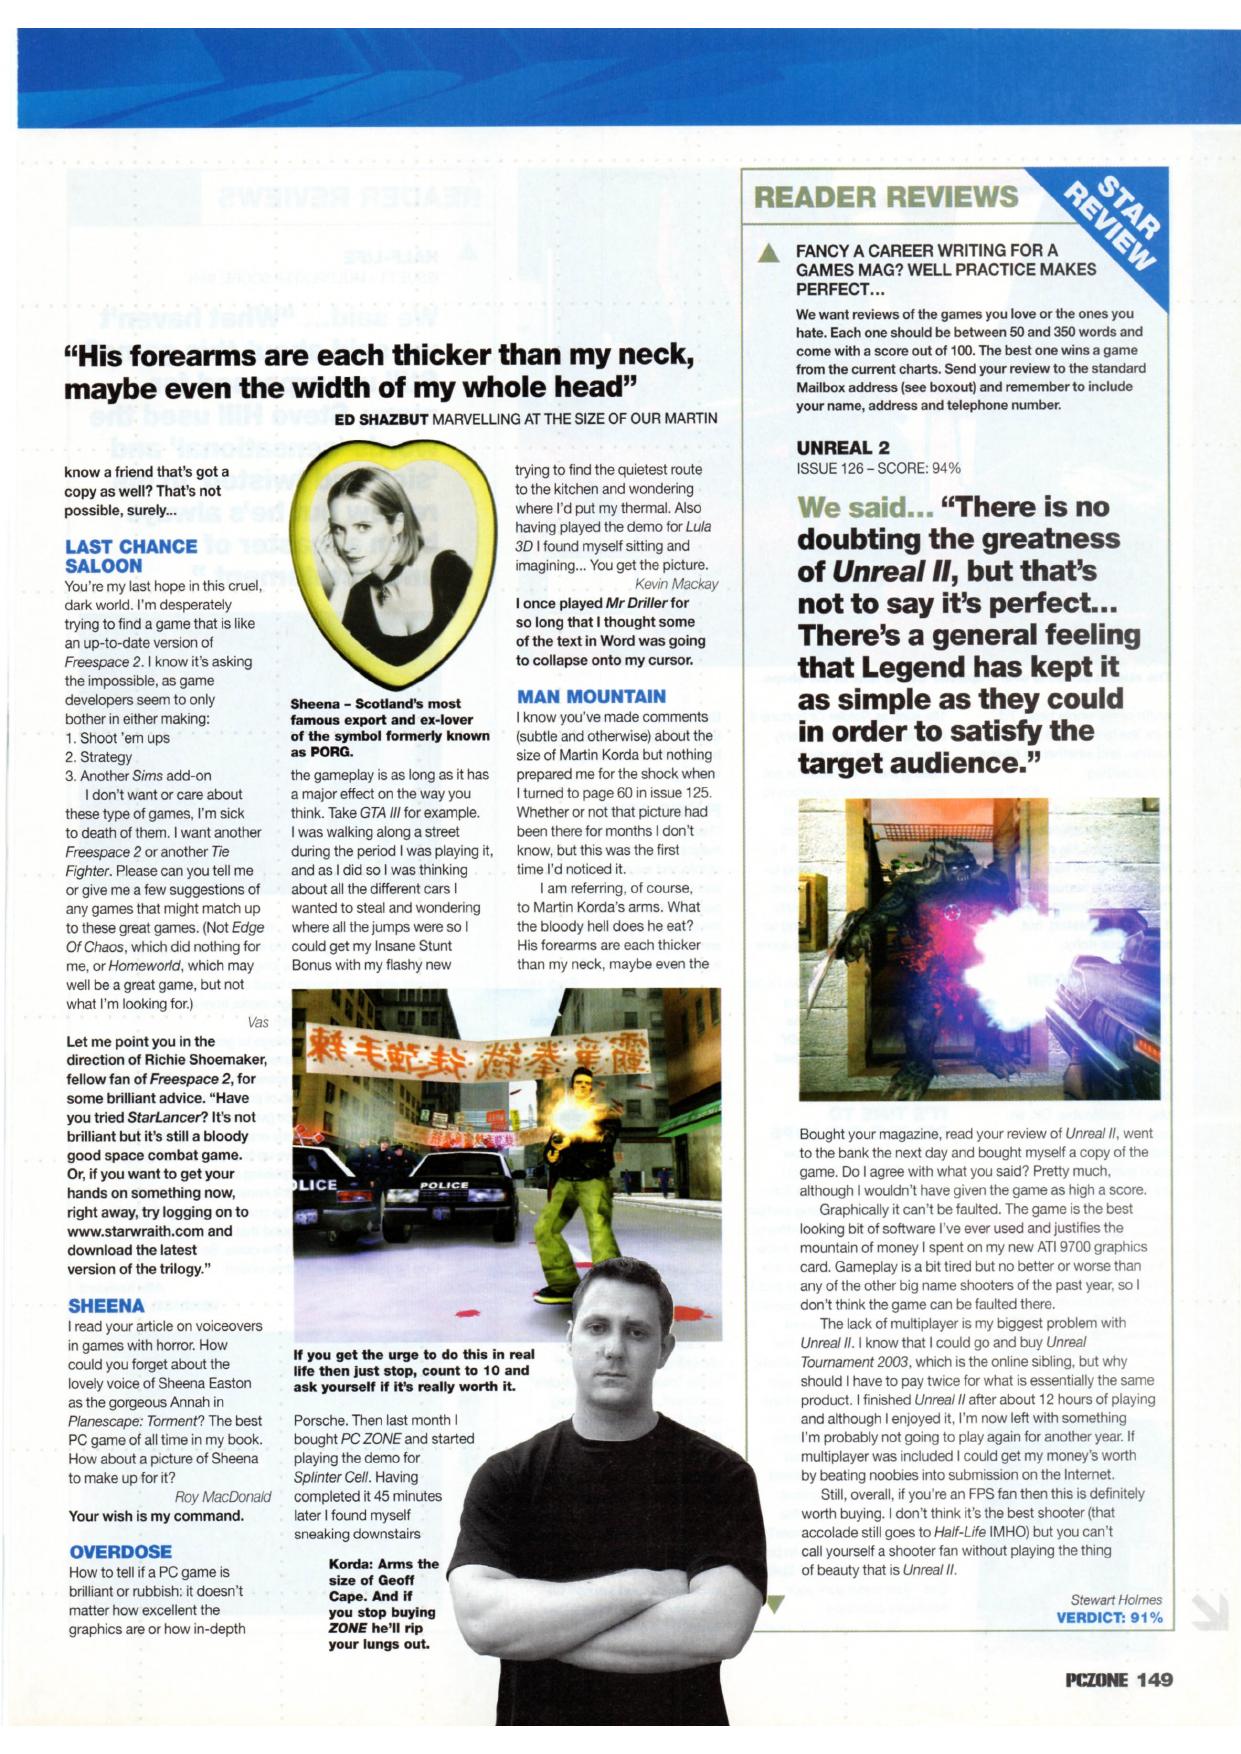 "His forearms are each thicker than my neck,
maybe even the width of my whole head"
ED SHAZBUT MARVELLING AT THE SIZE OF OUR MARTIN
know a friend that's got a
copy as well? That's not
possible, surely...
LAST CHANCE
SALOON
You're my last hope in this cruel,
dark world. I'm desperately
trying to find a game that is like
an up-to-date version of
Freespace 2. I know it's asking
the impossible, as game
developers seem to only
bother in either making:
1. Shoot 'em ups
2. Strategy
3. Another Sims add-on
I don't want or care about
these type of games, I'm sick
to death of them. I want another
Freespace 2 or another Tie
Fighter. Please can you tell me
or give me a few suggestions of
any games that might match up
to these great games. (Not Edge
Of Chaos, which did nothing for
me, or Homeworld, which may
well be a great game, but not
what I'm looking for.)
Vas
Let me point you in the
direction of Richie Shoemaker,
fellow fan of Freespace 2, for
some brilliant advice. "Have
you tried StarLancer? It's not
brilliant but it's still a bloody
good space combat game.
Or, if you want to get your
hands on something now,
right away, try logging on to
www.starwraith.com and
download the latest
version of the trilogy."
SHEENA
I read your article on voiceovers
in games with horror. How
could you forget about the
lovely voice of Sheena Easton
as the gorgeous Annah in
Planescape: Torment? The best
PC game of all time in my book.
How about a picture of Sheena
to make up for it?
Roy MacDonald
Your wish is my command.
OVERDOSE
How to tell if a PC game is
brilliant or rubbish: it doesn't
matter how excellent the
graphics are or how in-depth
Sheena – Scotland's most
famous export and ex-lover
of the symbol formerly known
as PORG.
the gameplay is as long as it has
a major effect on the way you
think. Take GTA III for example.
I was walking along a street
during the period I was playing it,
and as I did so I was thinking
about all the different cars I
wanted to steal and wondering
where all the jumps were so I
could get my Insane Stunt
Bonus with my flashy new
POLICE
LICE
If you get the urge to do this in real
life then just stop, count to 10 and
ask yourself if it's really worth it.
Porsche. Then last month I
bought PC ZONE and started
playing the demo for
Splinter Cell. Having
completed it 45 minutes
later I found myself
sneaking downstairs
Korda: Arms the
size of Geoff
Cape. And if
you stop buying
ZONE he'll rip
your lungs out.
trying to find the quietest route
to the kitchen and wondering
where I'd put my thermal. Also
having played the demo for Lula
3D I found myself sitting and
imagining... You get the picture.
Kevin Mackay
I once played Mr Driller for
so long that I thought some
of the text in Word was going
to collapse onto my cursor.
MAN MOUNTAIN
I know you've made comments
(subtle and otherwise) about the
size of Martin Korda but nothing
prepared me for the shock when
I turned to page 60 in issue 125.
Whether or not that picture had
been there for months I don't
know, but this was the first
time I'd noticed it.
I am referring, of course,
to Martin Korda's arms. What
the bloody hell does he eat?
His forearms are each thicker
than my neck, maybe even the
READER REVIEWS
STAR
REVIEW
FANCY A CAREER WRITING FOR A
GAMES MAG? WELL PRACTICE MAKES
PERFECT...
We want reviews of the games you love or the ones you
hate. Each one should be between 50 and 350 words and
come with a score out of 100. The best one wins a game
from the current charts. Send your review to the standard
Mailbox address (see boxout) and remember to include
your name, address and telephone number.
UNREAL 2
ISSUE 126 – SCORE: 94%
We said... "There is no
doubting the greatness
of Unreal II, but that's
not to say it's perfect...
There's a general feeling
that Legend has kept it
as simple as they could
in order to satisfy the
target audience."
Bought your magazine, read your review of Unreal II, went
to the bank the next day and bought myself a copy of the
game. Do I agree with what you said? Pretty much,
although I wouldn't have given the game as high a score.
Graphically it can't be faulted. The game is the best
looking bit of software I've ever used and justifies the
mountain of money I spent on my new ATI 9700 graphics
card. Gameplay is a bit tired but no better or worse than
any of the other big name shooters of the past year, so I
don't think the game can be faulted there.
The lack of multiplayer is my biggest problem with
Unreal II. I know that I could go and buy Unreal
Tournament 2003, which is the online sibling, but why
should I have to pay twice for what is essentially the same
product. I finished Unreal II after about 12 hours of playing
and although I enjoyed it, I'm now left with something
I'm probably not going to play again for another year. If
multiplayer was included I could get my money's worth
by beating noobies into submission on the Internet.
Still, overall, if you're an FPS fan then this is definitely
worth buying. I don't think it's the best shooter (that
accolade still goes to Half-Life IMHO) but you can't
call yourself a shooter fan without playing the thing
of beauty that is Unreal II.
Stewart Holmes
VERDICT: 91%
PCZONE 149